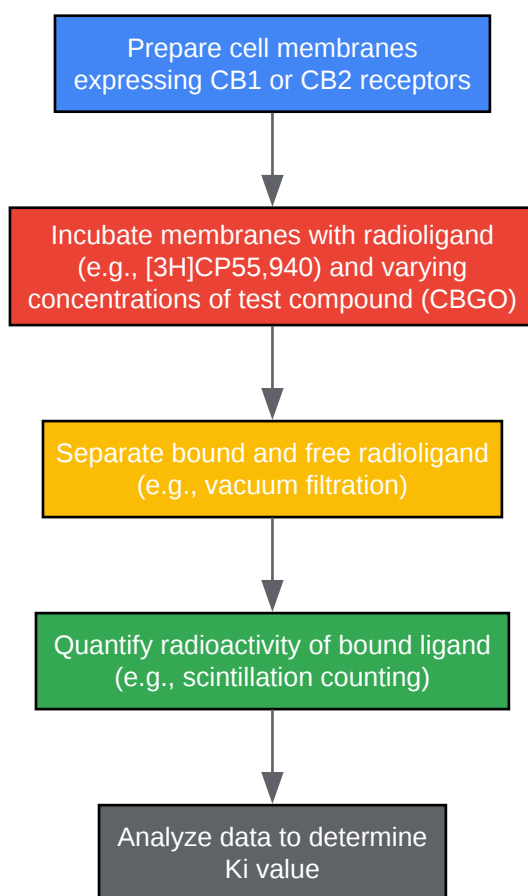 Prepare cell membranes
expressing CB1 or CB2 receptors
Incubate membranes with radioligand
(e.g., [3H]CP55,940) and varying
concentrations of test compound (CBGO)
Separate bound and free radioligand
(e.g., vacuum filtration)
Quantify radioactivity of bound ligand
(e.g., scintillation counting)
Analyze data to determine
Ki value